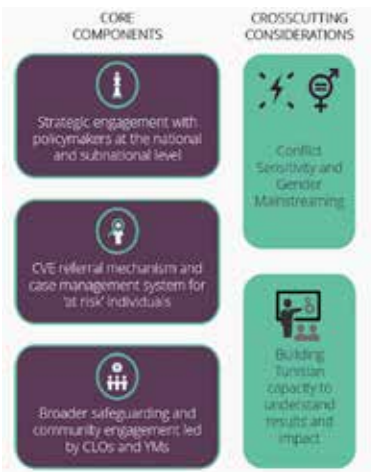 CORE
COMPONENTS
Strategic engagement with
policymakers at the national
and subnational level
CVE referral mechanism and
case management system for
'at risk' individuals
Broader safeguarding and
community engagement led
by CLOs and YMs
CROSSCUTTING
CONSIDERATIONS
Conflict
Sensitivity and
Gender
Mainstreaming
Building
Tunisian
capacity to
understand
results and
impact